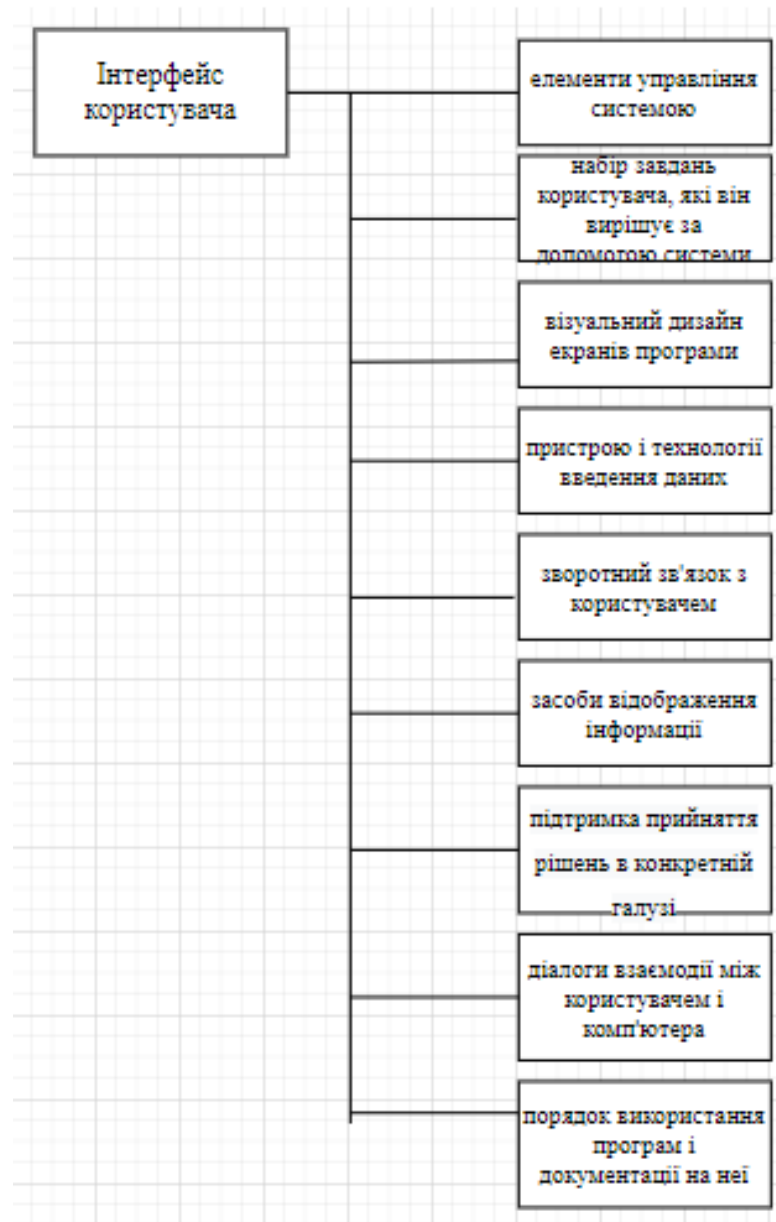 Інтерфейс
користувача
елементи управління
системою
набір завдань
користувача, які він
вирішує за
допомогою системи
візуальний дизайн
екранів програми
пристрою і технології
введення даних
зворотний зв'язок з
користувачем
засоби відображення
інформації
підтримка прийняття
рішень в конкретній
галузі
діалоги взаємодії між
користувачем і
комп'ютера
порядок використання
програм і
документації на неї